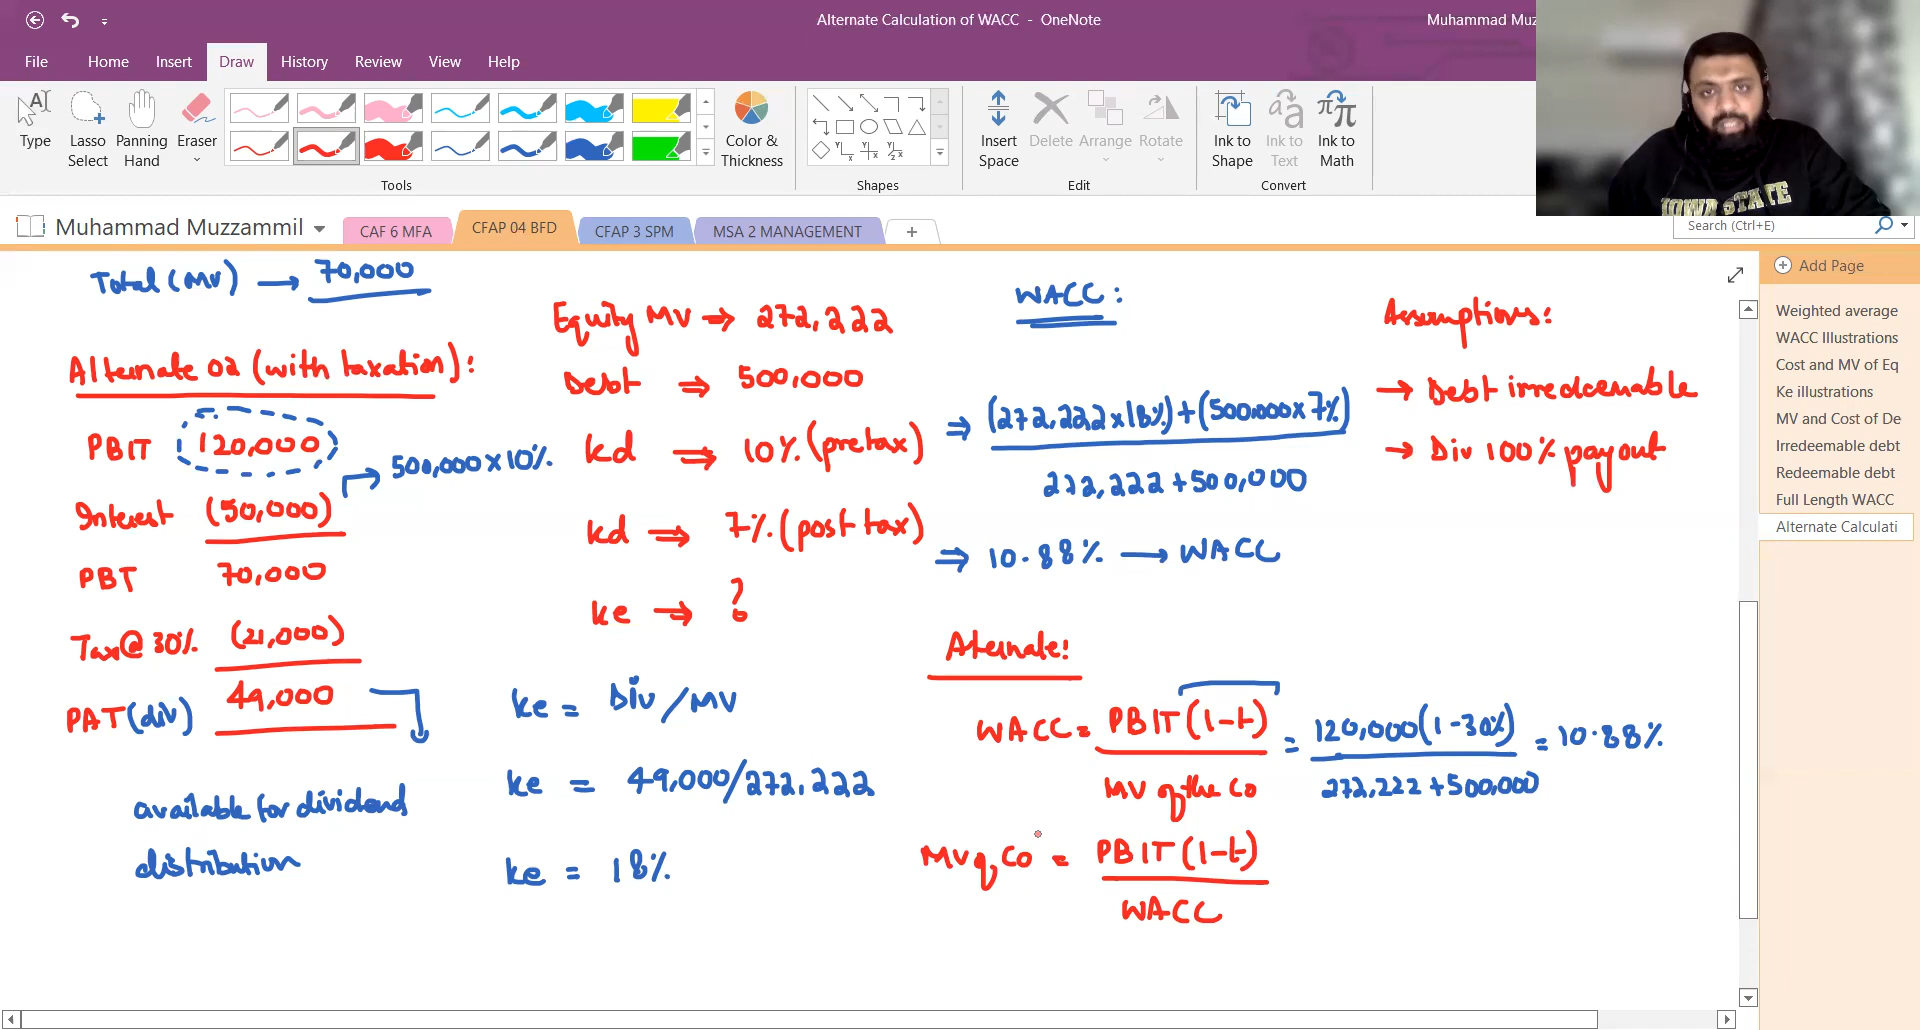 Alternate Calculation of WACC - OneNote
Muhammad Muz
File Home Insert Draw History Review View Help
Type
Lasso Select
Panning Hand
Eraser
Color & Thickness
Insert Space
Delete
Arrange
Rotate
Ink to Shape
Ink to Text
Ink to Math
Tools
Shapes
Edit
Convert
IOWA STATE
Muhammad Muzzammil
CAF 6 MFA
CFAP 04 BFD
CFAP 3 SPM
MSA 2 MANAGEMENT
Search (Ctrl+E)
Total (MV) → 70,000
Alternate 02 (with taxation):
PBIT 120,000
→ 500,000 x 10%
Interest (50,000)
PBT 70,000
Tax@ 30% (21,000)
PAT (div) 49,000
available for dividend
distribution
Equity MV ⇒ 272,222
Debt ⇒ 500,000
kd ⇒ 10% (pretax)
kd ⇒ 7% (post tax)
ke → ?
ke = Div/MV
ke = 49,000/272,222
ke = 18%
WACC:
⇒ (272,222 x 18%) + (500,000 x 7%)
272,222 + 500,000
⇒ 10.88% → WACC
Aternate:
WACC = PBIT (1-t) = 120,000 (1-30%) = 10.88%
MV of the Co 272,222 + 500,000
MV of Co = PBIT (1-t)
WACC
Assumptions:
→ Debt irredeemable
→ Div 100% payout
Add Page
Weighted average
WACC Illustrations
Cost and MV of Eq
Ke illustrations
MV and Cost of De
Irredeemable debt
Redeemable debt
Full Length WACC
Alternate Calculati